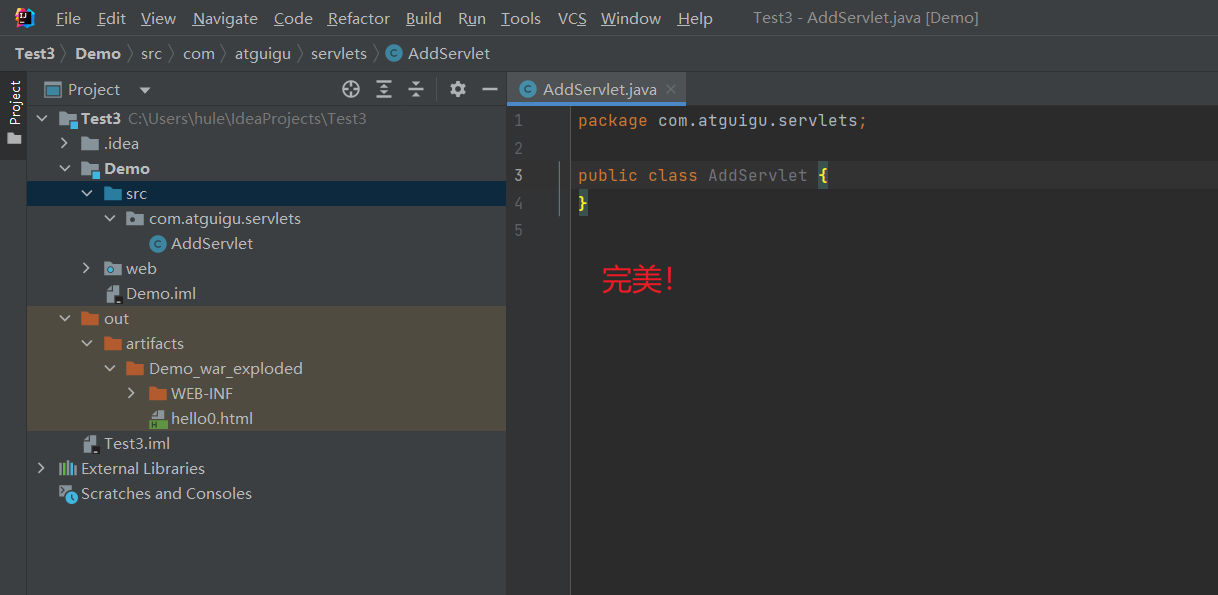 File Edit View Navigate Code Refactor Build Run Tools VCS Window Help Test3 - AddServlet.java [Demo]
Test3 Demo src com atguigu servlets C AddServlet
Project
Project
AddServlet.java
Test3 C:\Users\hule\IdeaProjects\Test3
.idea
Demo
src
com.atguigu.servlets
C AddServlet
web
Demo.iml
out
artifacts
Demo_war_exploded
WEB-INF
hello0.html
Test3.iml
External Libraries
Scratches and Consoles
1 package com.atguigu.servlets;
2
3 public class AddServlet {
4 }
5
完美！